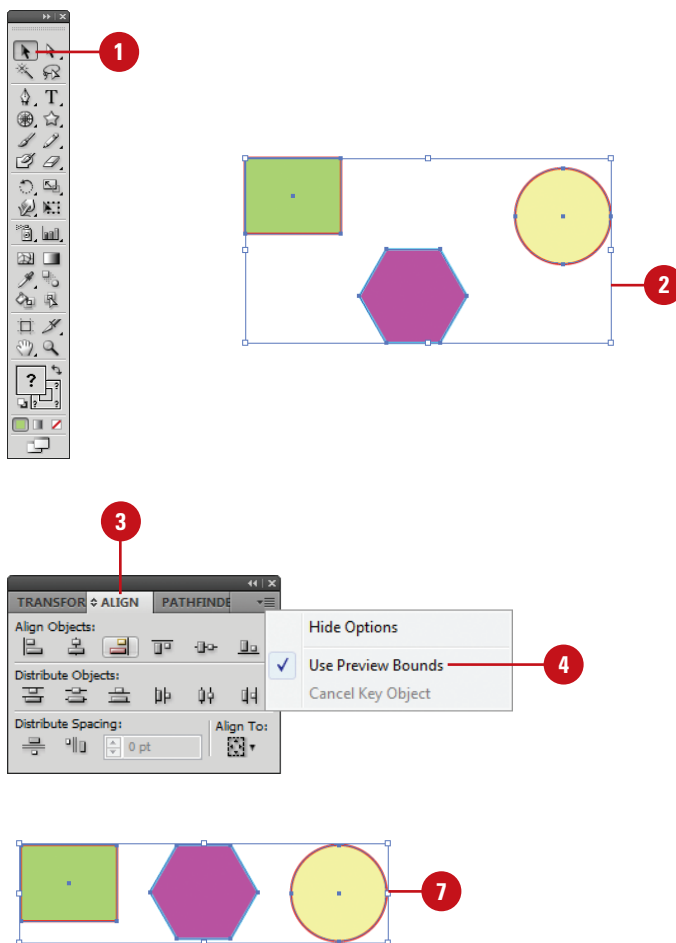 1
T
2
?
?
? ?
3
TRANSFOR ALIGN PATHFINDE
Align Objects:
Hide Options
Use Preview Bounds
4
Cancel Key Object
Distribute Objects:
Distribute Spacing:
Align To:
0 pt
7